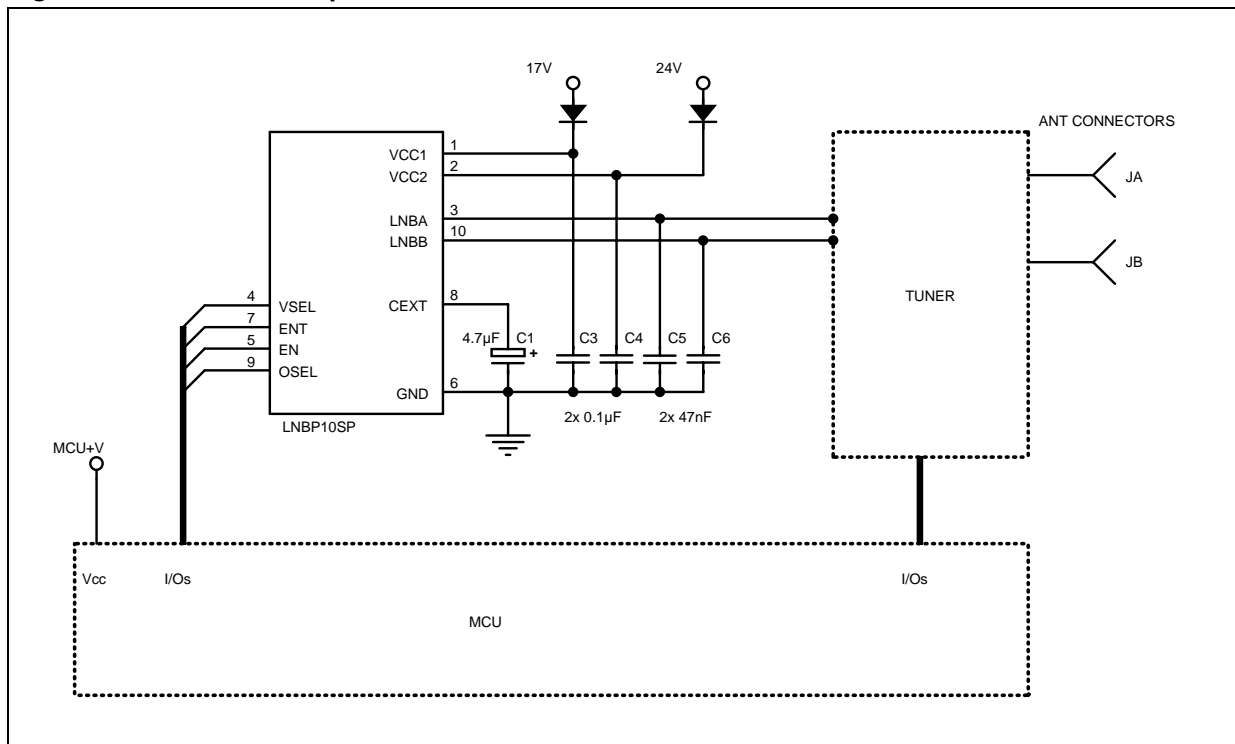 17V
24V
ANT CONNECTORS
VCC1
1
VCC2
2
JA
LNBA
3
LNBB
10
JB
TUNER
4
VSEL
CEXT
8
7
ENT
4.7µF
C1
+
C3
C4
C5
C6
5
EN
9
OSEL
GND
6
2x 0.1µF
2x 47nF
LNBP10SP
MCU+V
Vcc
I/Os
I/Os
MCU